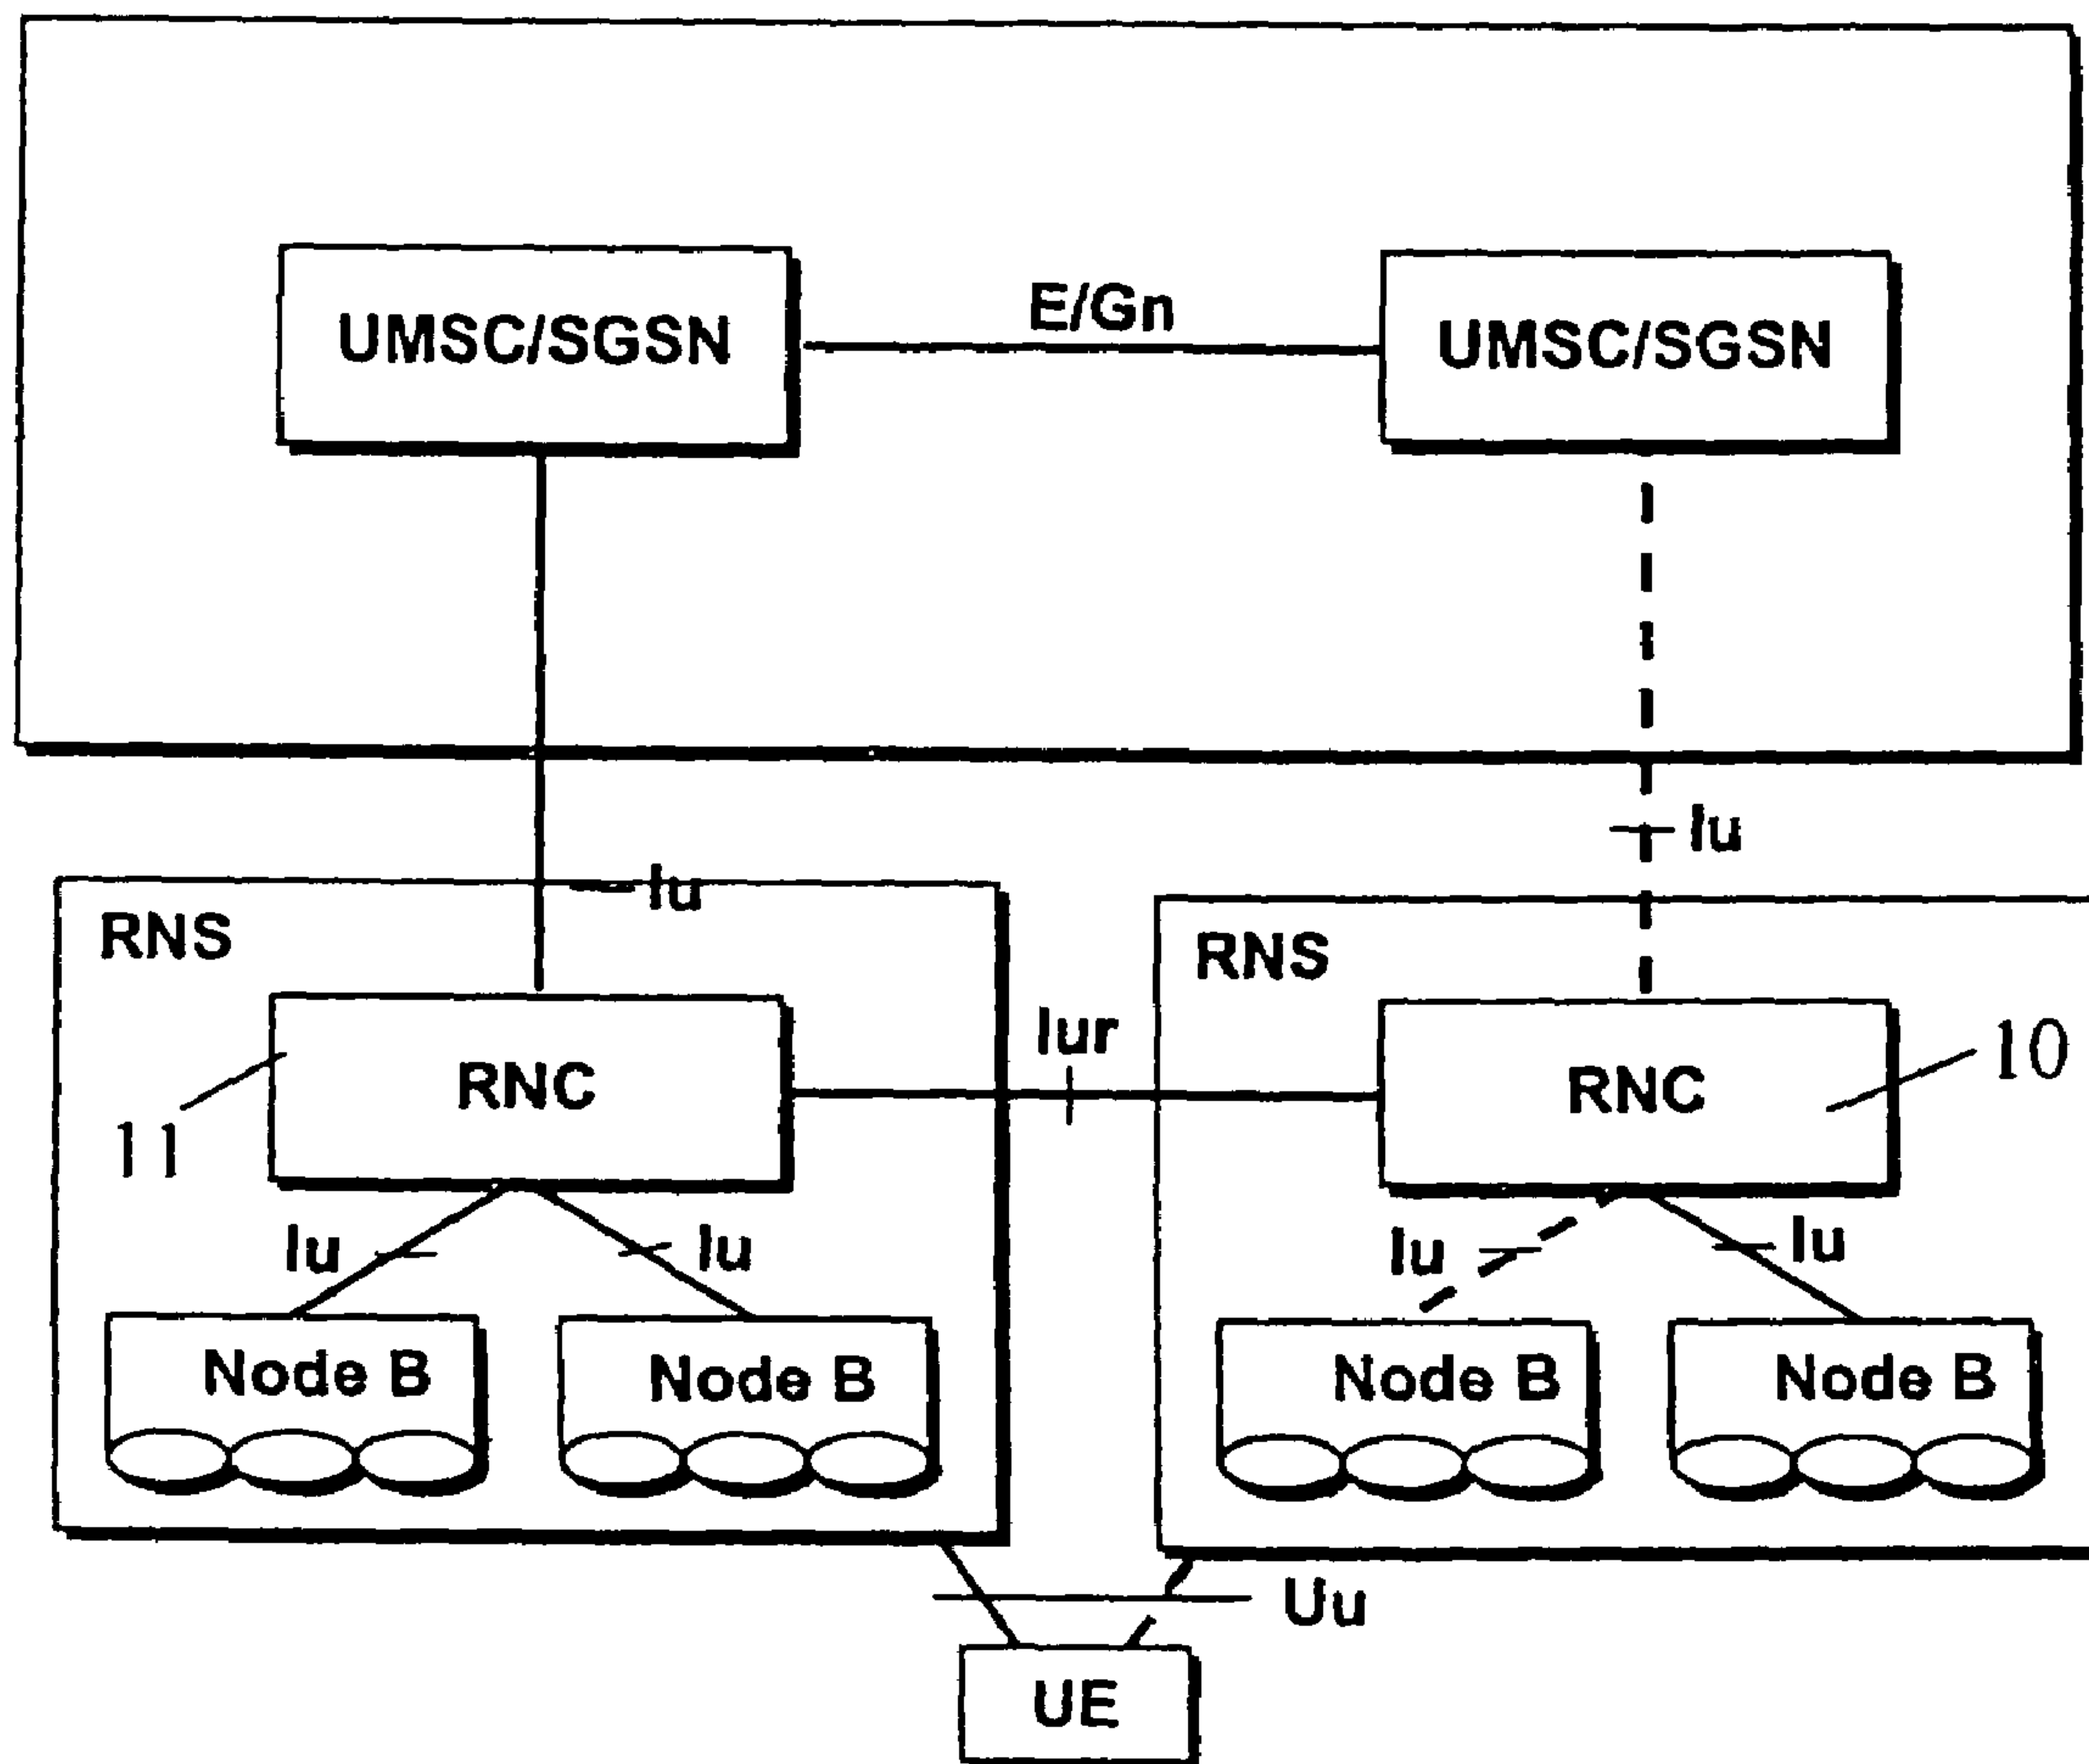 E/Gn
UMSC/SGSN
UMSC/SGSN
Iu
Iu
RNS
RNS
Iur
10
RNC
RNC
11
Iu
Iu
Iu
Iu
Node B
Node B
Node B
Node B
Uu
UE